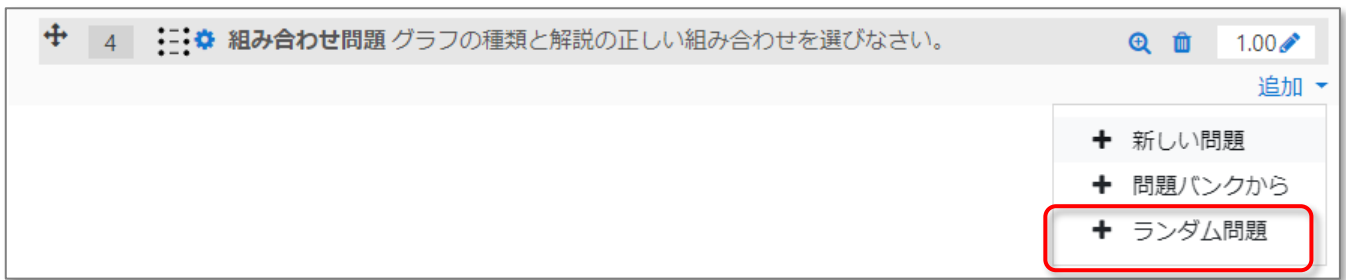 4 組み合わせ問題 グラフの種類と解説の正しい組み合わせを選びなさい。 1.00
追加
新しい問題
問題バンクから
ランダム問題